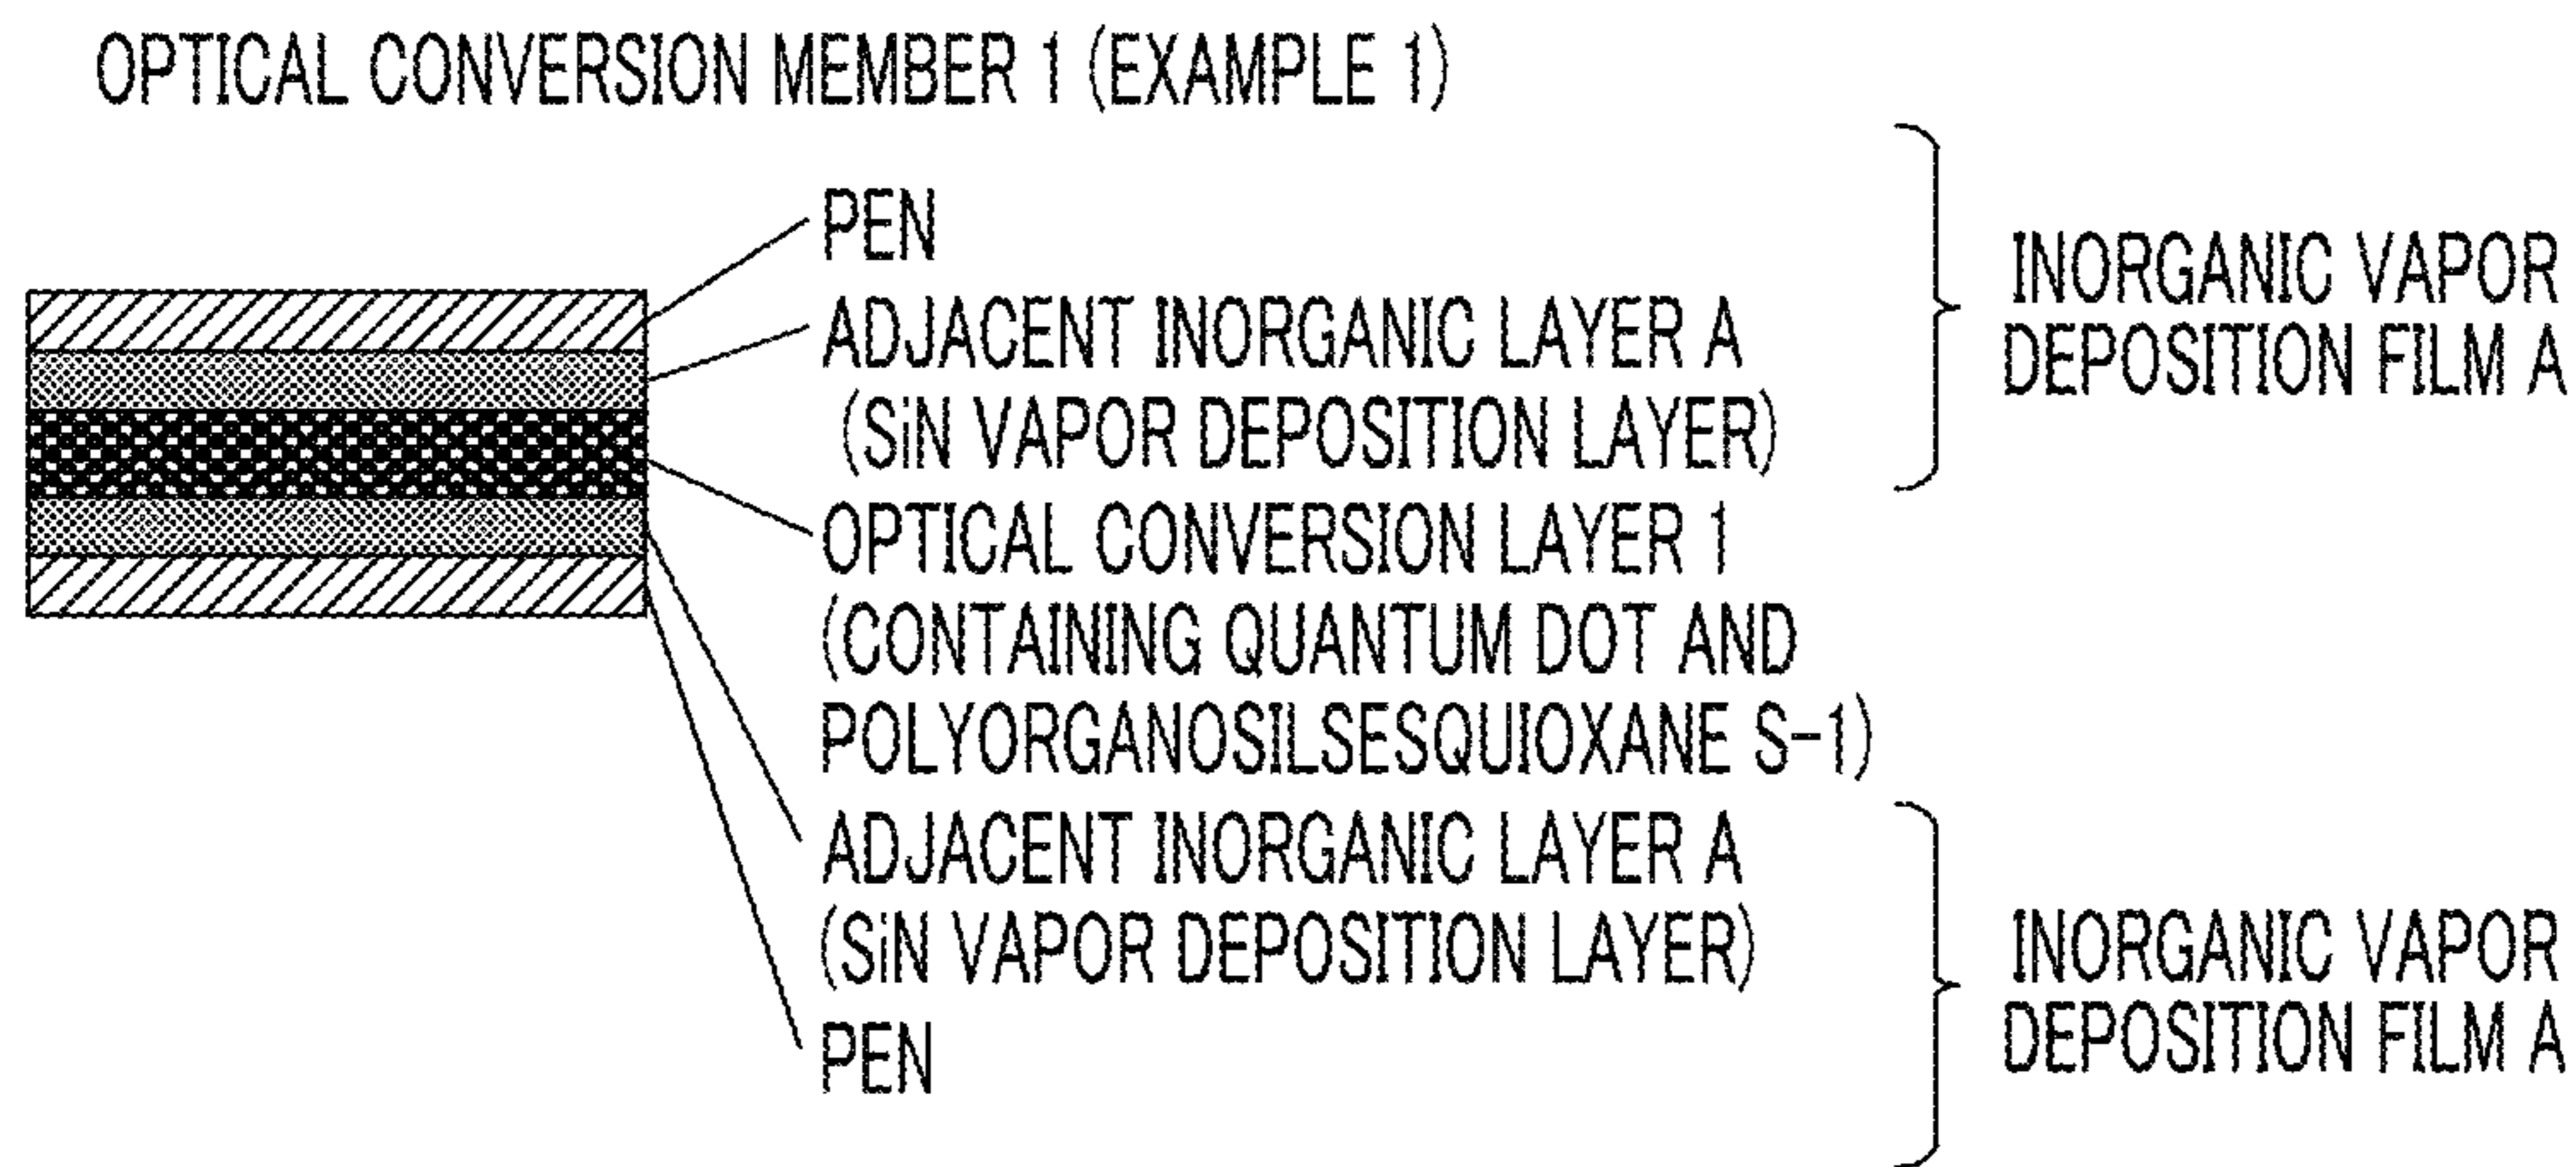 OPTICAL CONVERSION MEMBER 1 (EXAMPLE 1)
PEN
ADJACENT INORGANIC LAYER A
(SiN VAPOR DEPOSITION LAYER)
INORGANIC VAPOR
DEPOSITION FILM A
OPTICAL CONVERSION LAYER 1
(CONTAINING QUANTUM DOT AND
POLYORGANOSILSESQUIOXANE S-1)
ADJACENT INORGANIC LAYER A
(SiN VAPOR DEPOSITION LAYER)
PEN
INORGANIC VAPOR
DEPOSITION FILM A